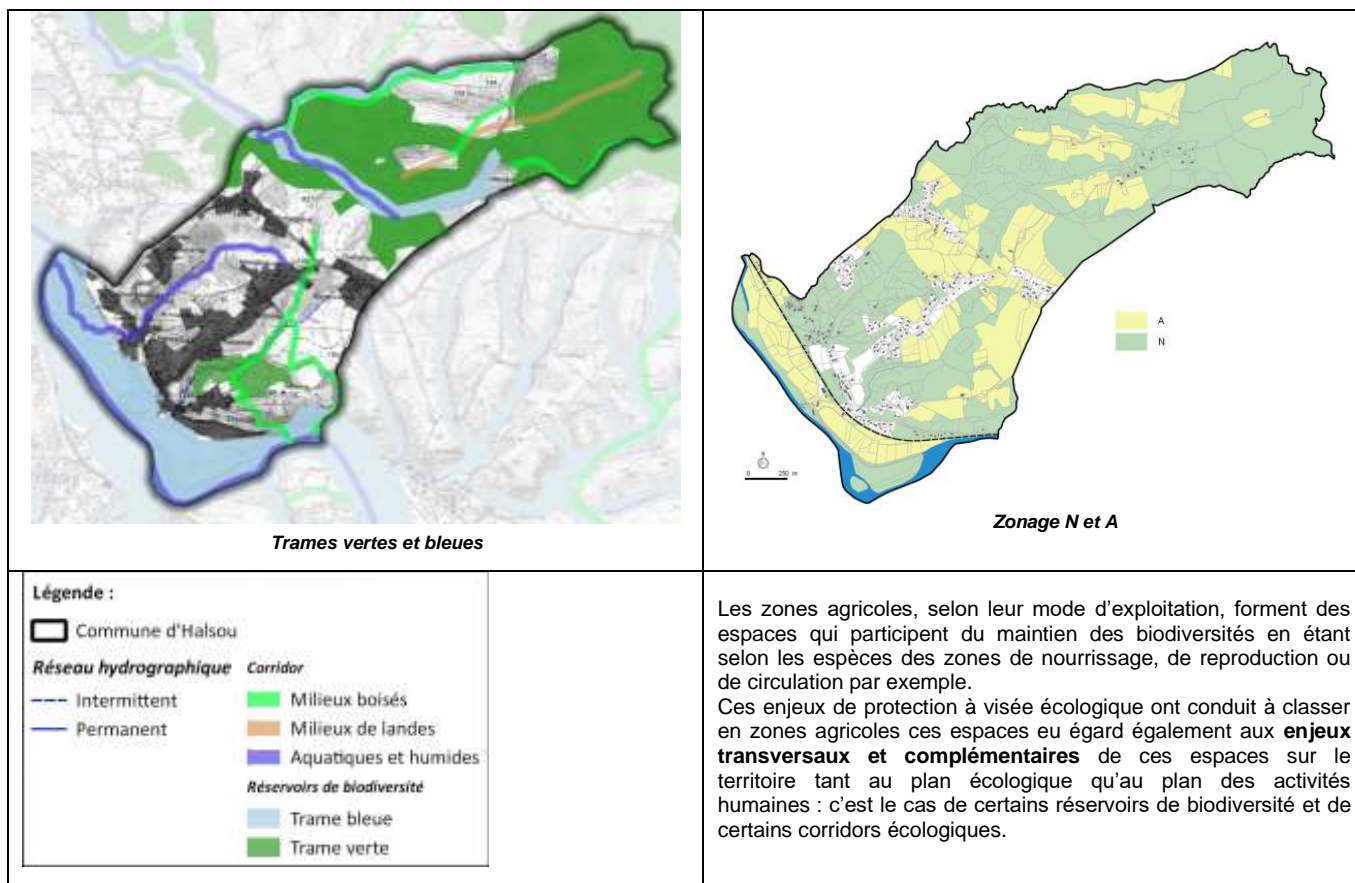 Trames vertes et bleues
A
N
N
0 250 m
Zonage N et A
Légende :
Commune d'Halsou
Réseau hydrographique
Intermittent
Permanent
Corridor
Milieux boisés
Milieux de landes
Aquatiques et humides
Réservoirs de biodiversité
Trame bleue
Trame verte
Les zones agricoles, selon leur mode d’exploitation, forment des
espaces qui participent du maintien des biodiversités en étant
selon les espèces des zones de nourrissage, de reproduction ou
de circulation par exemple.
Ces enjeux de protection à visée écologique ont conduit à classer
en zones agricoles ces espaces eu égard également aux enjeux
transversaux et complémentaires de ces espaces sur le
territoire tant au plan écologique qu’au plan des activités
humaines : c’est le cas de certains réservoirs de biodiversité et de
certains corridors écologiques.